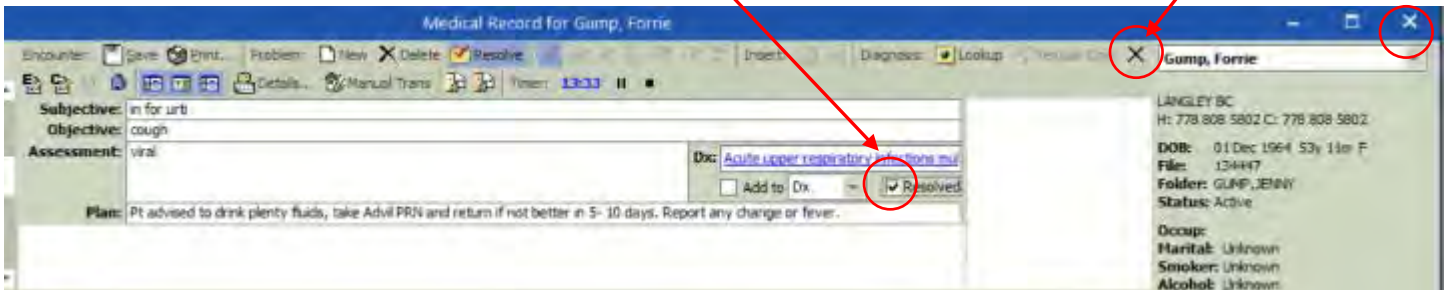 Medical Record for Gump, Forrie
Encounter: Save Print... Problem: New Delete Resolve Insert: Diagnosis: Lookup
Gump, Forrie
Details... Manual Trans Timer: 13:33
Subjective: in for urti
Objective: cough
Assessment: viral
Dx: Acute upper respiratory infections mul
Add to Dx. Resolved
Plan: Pt advised to drink plenty fluids, take Advil PRN and return if not better in 5- 10 days. Report any change or fever.
LANGLEY BC
H: 778 808 5802 C: 778 808 5802
DOB: 01 Dec 1964 53y 11m F
File: 134447
Folder: GUMP,JENNY
Status: Active
Occup:
Marital: Unknown
Smoker: Unknown
Alcohol: Unknown